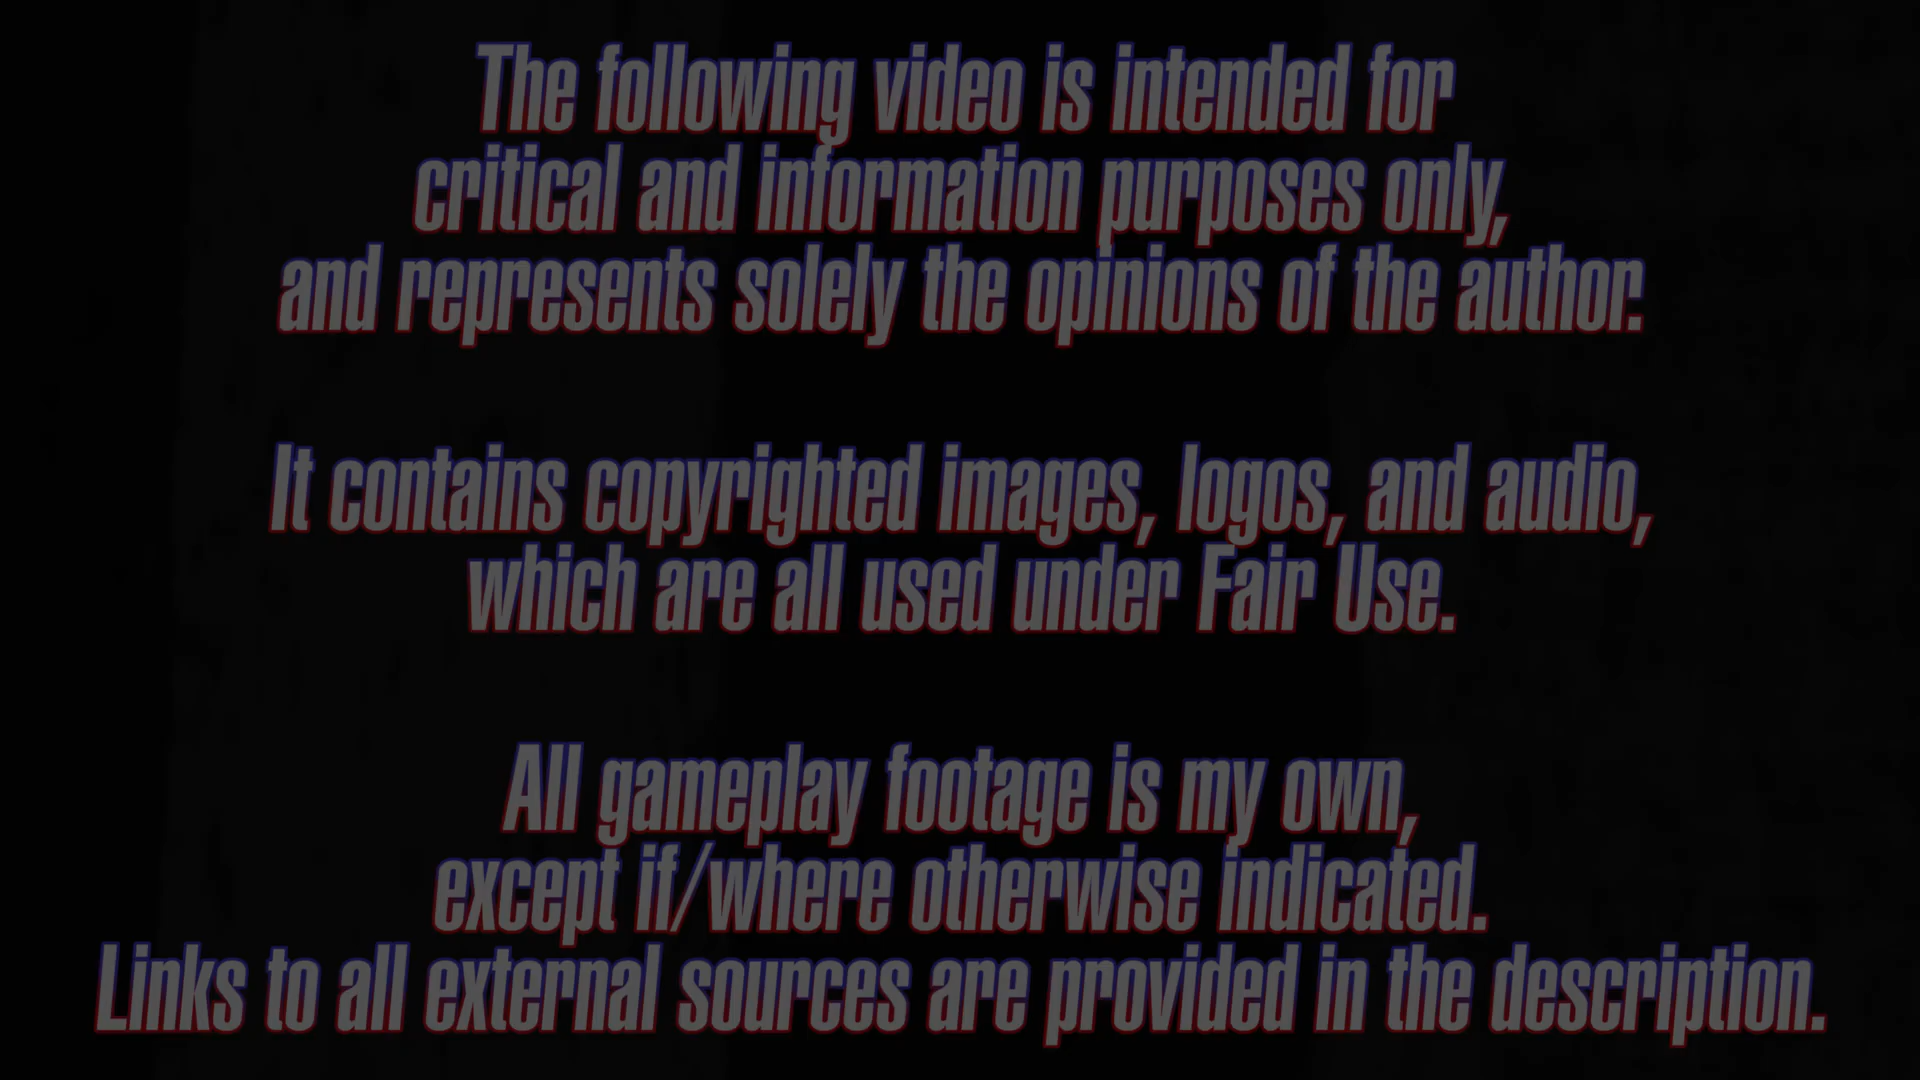 The following video is intended for
critical and information purposes only,
and represents solely the opinions of the author.
It contains copyrighted images, logos, and audio,
which are all used under Fair Use.
All gameplay footage is my own,
except if/where otherwise indicated.
Links to all external sources are provided in the description.